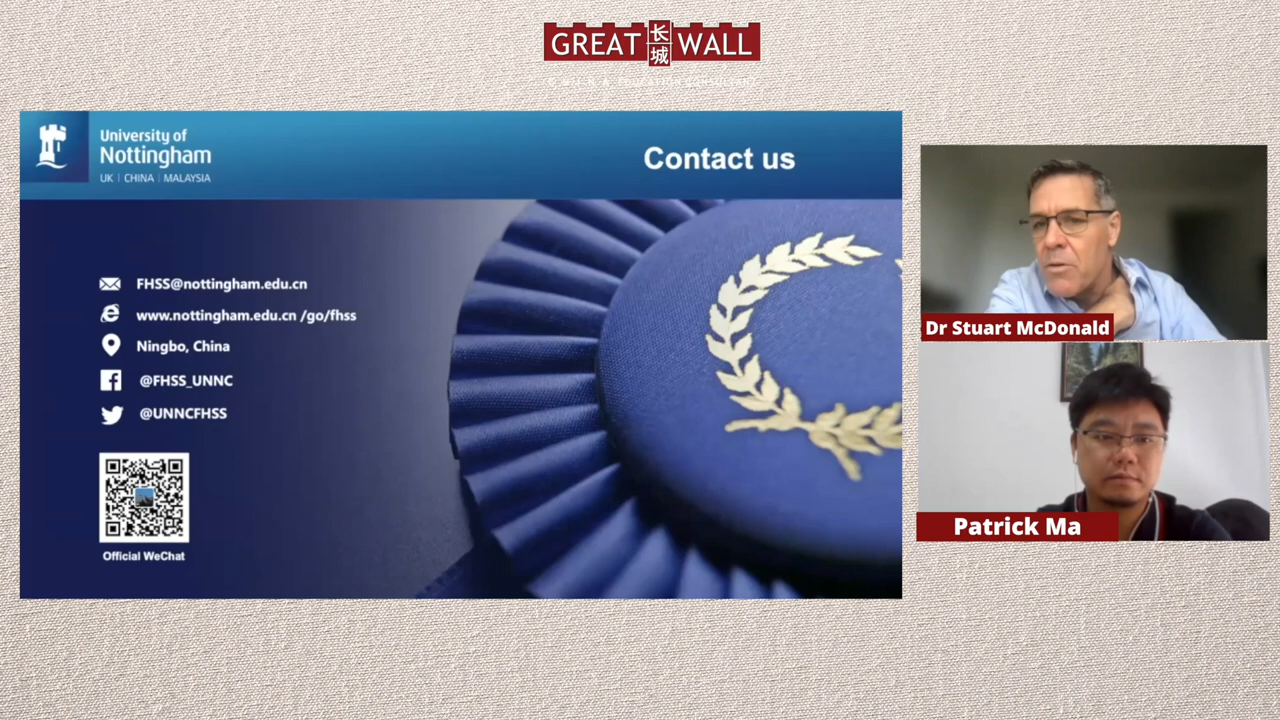 GREAT 长城 WALL
University of
Nottingham
UK | CHINA | MALAYSIA
Contact us
FHSS@nottingham.edu.cn
www.nottingham.edu.cn /go/fhss
Ningbo, China
@FHSS_UNNC
@UNNCFHSS
Official WeChat
Dr Stuart McDonald
Patrick Ma